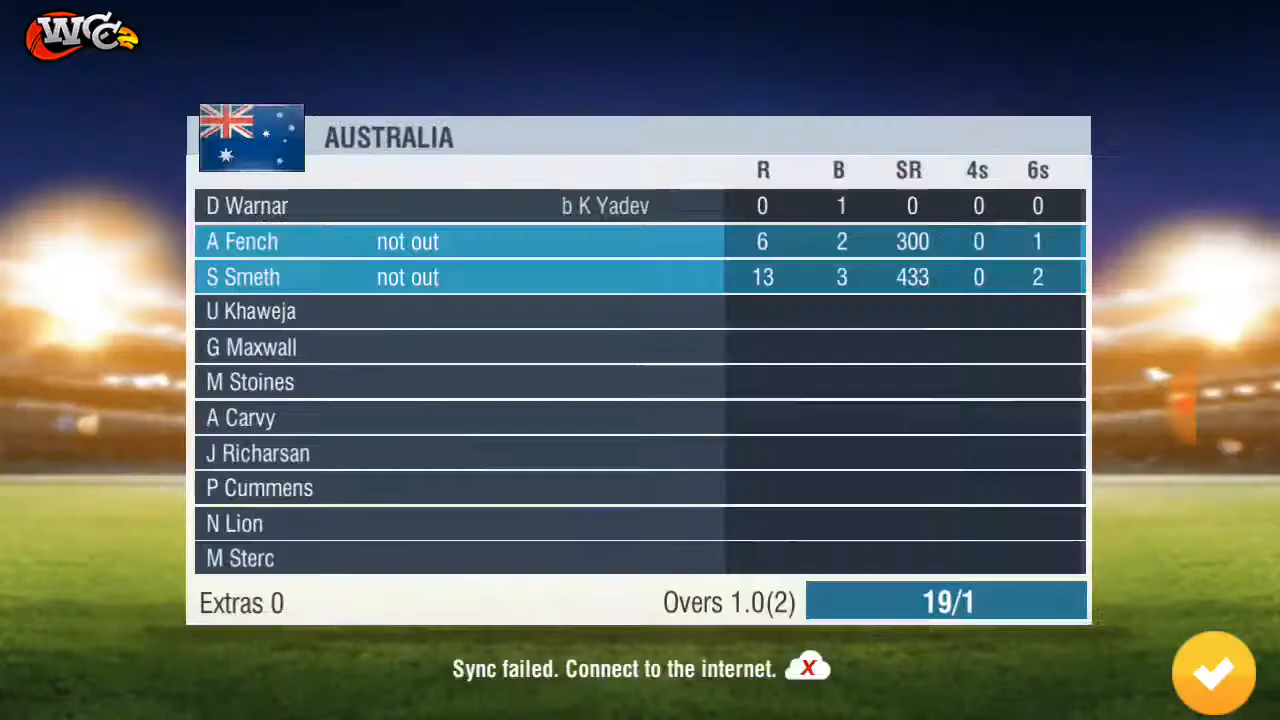 WCC
AUSTRALIA
R B SR 4s 6s
D Warnar b K Yadev 0 1 0 0 0
A Fench not out 6 2 300 0 1
S Smeth not out 13 3 433 0 2
U Khaweja
G Maxwall
M Stoines
A Carvy
J Richarsan
P Cummens
N Lion
M Sterc
Extras 0 Overs 1.0(2) 19/1
Sync failed. Connect to the internet. X